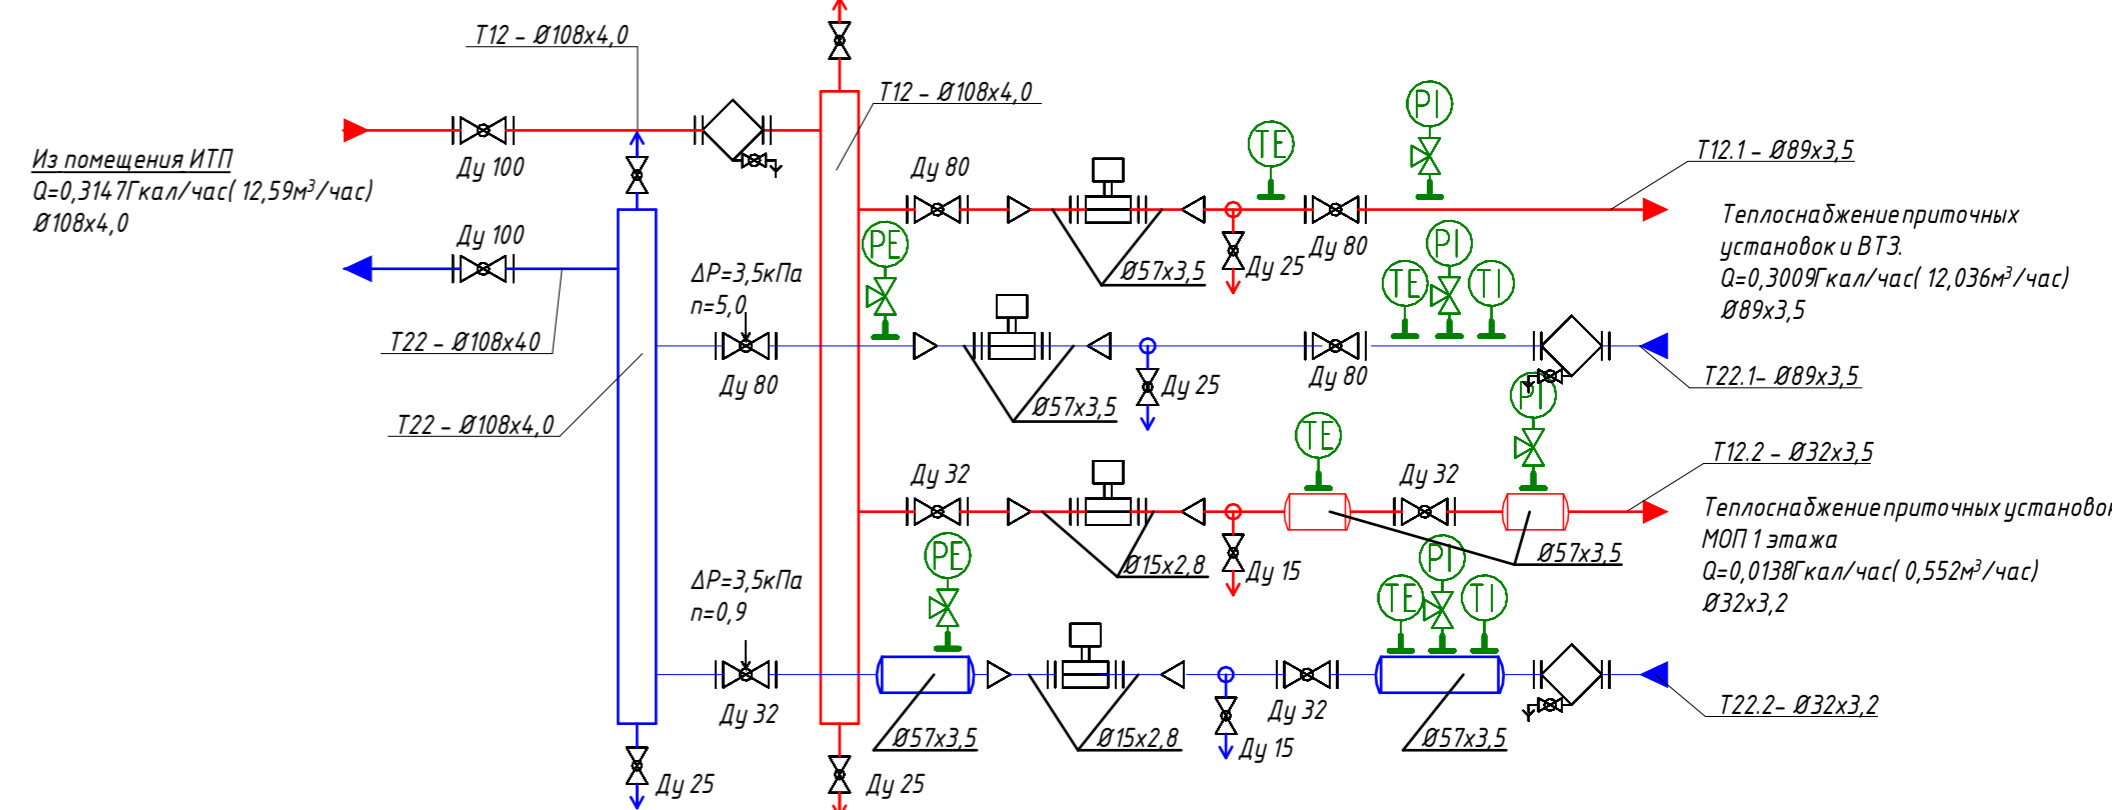 Т12 - Ø108х4,0
Т12 - Ø108х4,0
Из помещения ИТП
Q=0,3147Гкал/час( 12,59м³/час)
Ø108х4,0
Ду 100
Ду 100
Т22 - Ø108х40
Т22 - Ø108х4,0
ΔP=3,5кПа
n=5,0
Ду 80
ΔP=3,5кПа
n=0,9
Ду 32
Ду 25
Ду 25
Ду 80
Ø57х3,5
TE
PI
Ду 25
Ду 80
Т12.1 - Ø89х3,5
Теплоснабжение приточных
установок и ВТЗ.
Q=0,3009Гкал/час( 12,036м³/час)
Ø89х3,5
PE
Ø57х3,5
Ду 25
Ду 80
TE
PI
TI
Т22.1- Ø89х3,5
Ду 32
Ø15х2,8
Ду 15
TE
Ду 32
PI
Ø57х3,5
Т12.2 - Ø32х3,5
Теплоснабжение приточных установок
МОП 1 этажа
Q=0,0138Гкал/час( 0,552м³/час)
Ø32х3,2
PE
Ø57х3,5
Ø15х2,8
Ду 15
Ду 32
TE
PI
TI
Ø57х3,5
Т22.2- Ø32х3,2